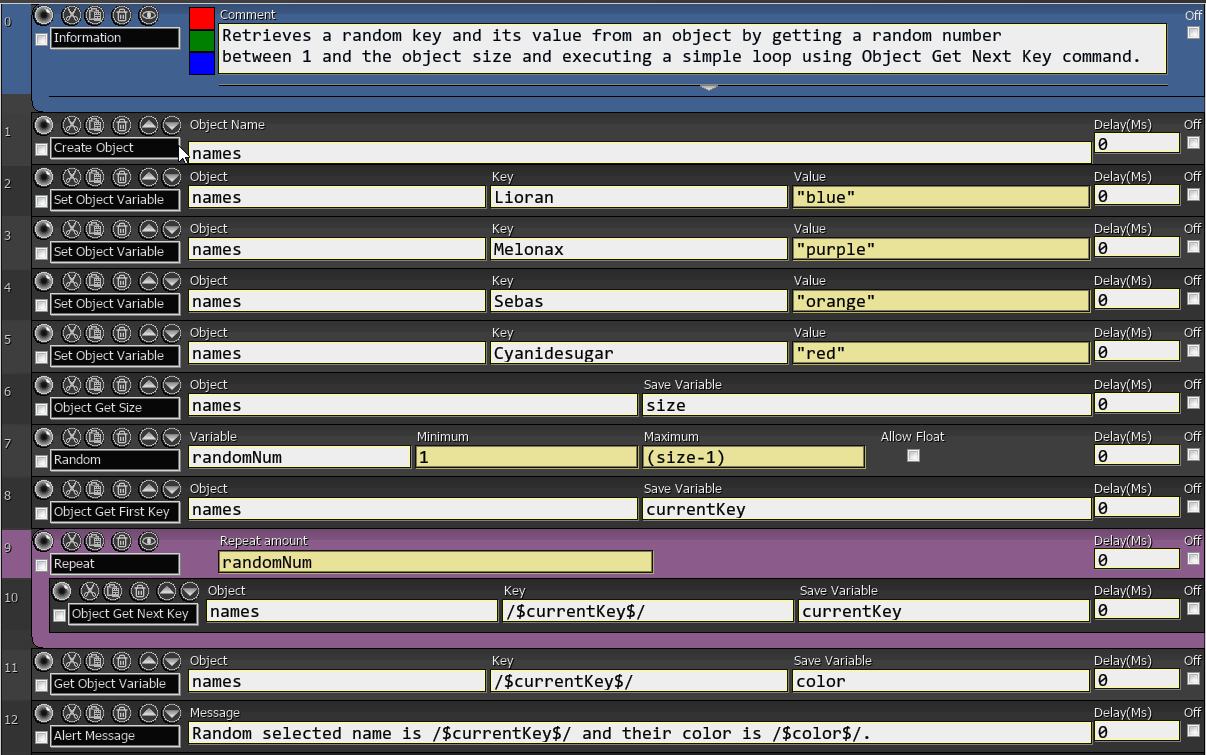 0
Information
Comment
Off
Retrieves a random key and its value from an object by getting a random number
between 1 and the object size and executing a simple loop using Object Get Next Key command.
1
Create Object
Object Name
Delay(Ms)
Off
names
0
2
Set Object Variable
Object
Key
Value
Delay(Ms)
Off
names
Lioran
"blue"
0
3
Set Object Variable
Object
Key
Value
Delay(Ms)
Off
names
Melonax
"purple"
0
4
Set Object Variable
Object
Key
Value
Delay(Ms)
Off
names
Sebas
"orange"
0
5
Set Object Variable
Object
Key
Value
Delay(Ms)
Off
names
Cyanidesugar
"red"
0
6
Object Get Size
Object
Save Variable
Delay(Ms)
Off
names
size
0
7
Random
Variable
Minimum
Maximum
Allow Float
Delay(Ms)
Off
randomNum
1
(size-1)
0
8
Object Get First Key
Object
Save Variable
Delay(Ms)
Off
names
currentKey
0
9
Repeat
Repeat amount
Delay(Ms)
Off
randomNum
0
10
Object Get Next Key
Object
Key
Save Variable
Delay(Ms)
Off
names
/$currentKey$/
currentKey
0
11
Get Object Variable
Object
Key
Save Variable
Delay(Ms)
Off
names
/$currentKey$/
color
0
12
Alert Message
Message
Delay(Ms)
Off
Random selected name is /$currentKey$/ and their color is /$color$/.
0